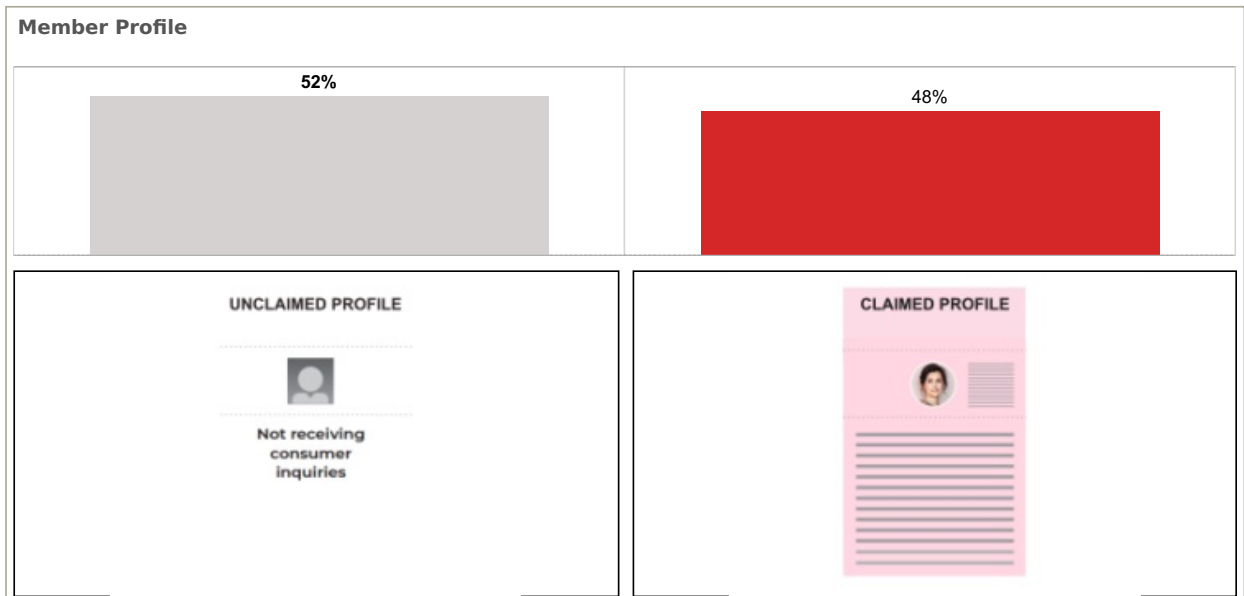 Member Profile
52%
48%
UNCLAIMED PROFILE
Not receiving
consumer
inquiries
CLAIMED PROFILE